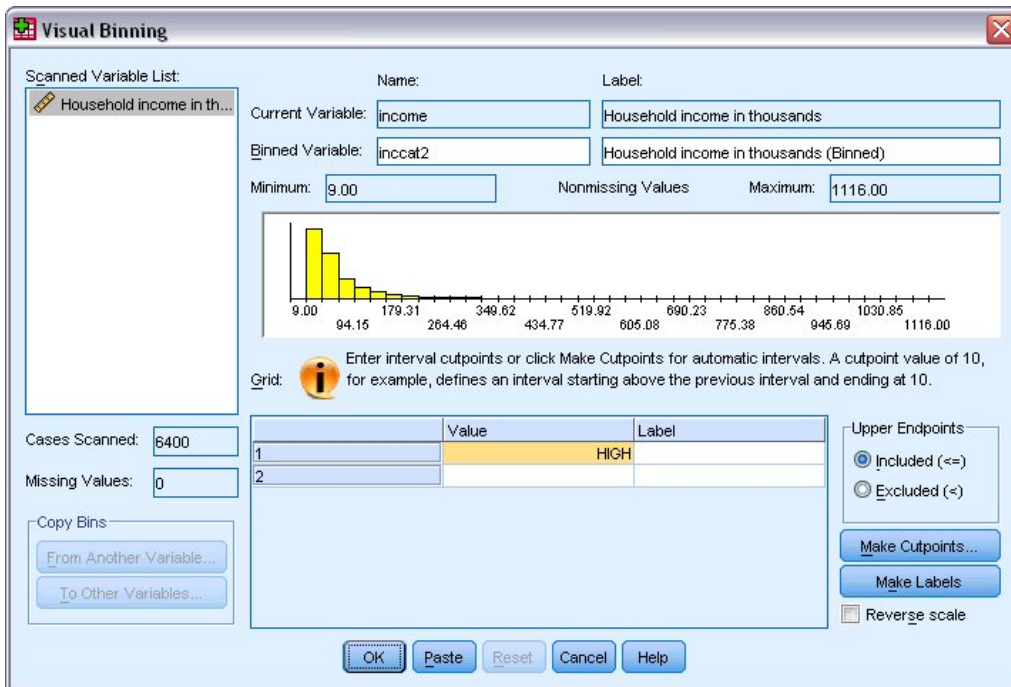 Visual Binning
Scanned Variable List:
Household income in th...
Name:
Label:
Current Variable:
income
Household income in thousands
Binned Variable:
inccat2
Household income in thousands (Binned)
Minimum:
9.00
Nonmissing Values
Maximum:
1116.00
9.00 179.31 349.62 519.92 690.23 860.54 1030.85
94.15 264.46 434.77 605.08 775.38 945.69 1116.00
Grid:
i
Enter interval cutpoints or click Make Cutpoints for automatic intervals. A cutpoint value of 10,
for example, defines an interval starting above the previous interval and ending at 10.
Cases Scanned:
6400
Missing Values:
0
Copy Bins
From Another Variable...
To Other Variables...
Value Label
1 HIGH
2
Upper Endpoints
Included (<=)
Excluded (<)
Make Cutpoints...
Make Labels
Reverse scale
OK Paste Reset Cancel Help